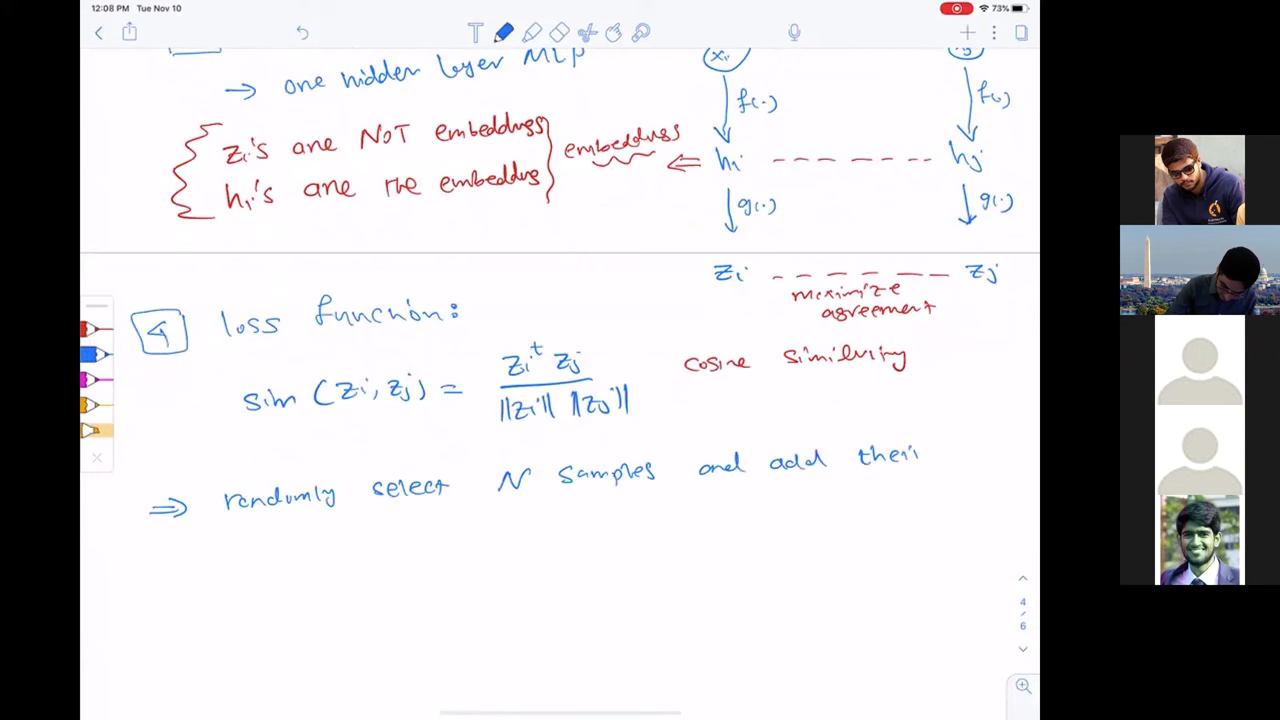 12:08 PM Tue Nov 10
73%
→ one hidden layer MLP
xi
f(.)
f(.)
zi's are NOT embeddings
embeddings
hi
hj
hi's are the embeddings
g(.)
g(.)
zi
zj
maximize
agreement
4 loss function:
sim (zi, zj) = zi^t zj / ||zi|| ||zj||
cosine similarity
⇒ randomly select N samples and add their
4
6